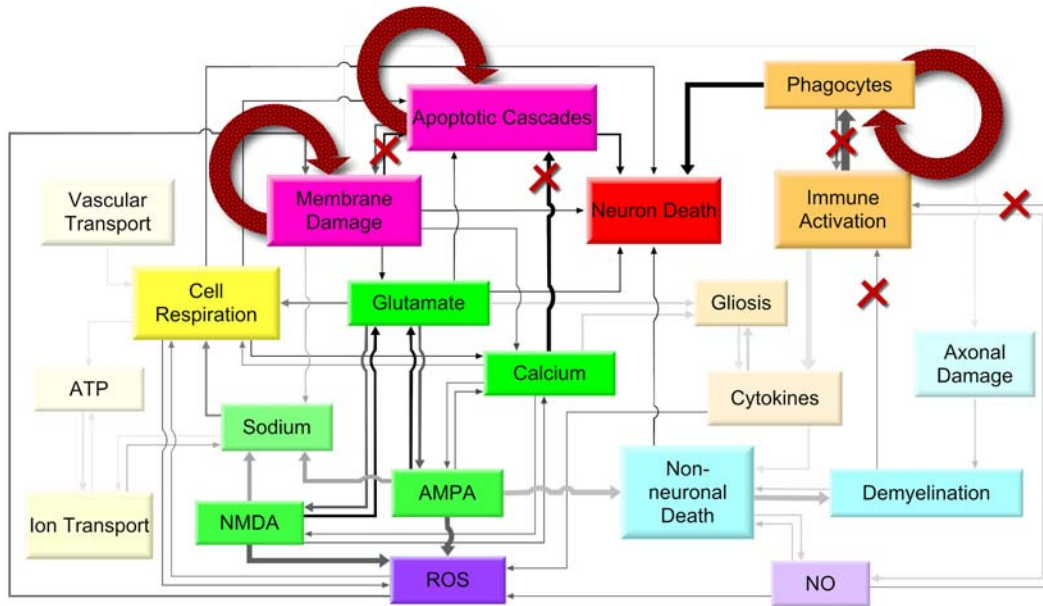 Phagocytes
Apoptotic Cascades
Vascular
Transport
Membrane
Damage
Neuron Death
Immune
Activation
Cell
Respiration
Glutamate
Gliosis
Calcium
Axonal
Damage
ATP
Cytokines
Sodium
Non-
neuronal
Death
AMPA
Demyelination
Ion Transport
NMDA
ROS
NO